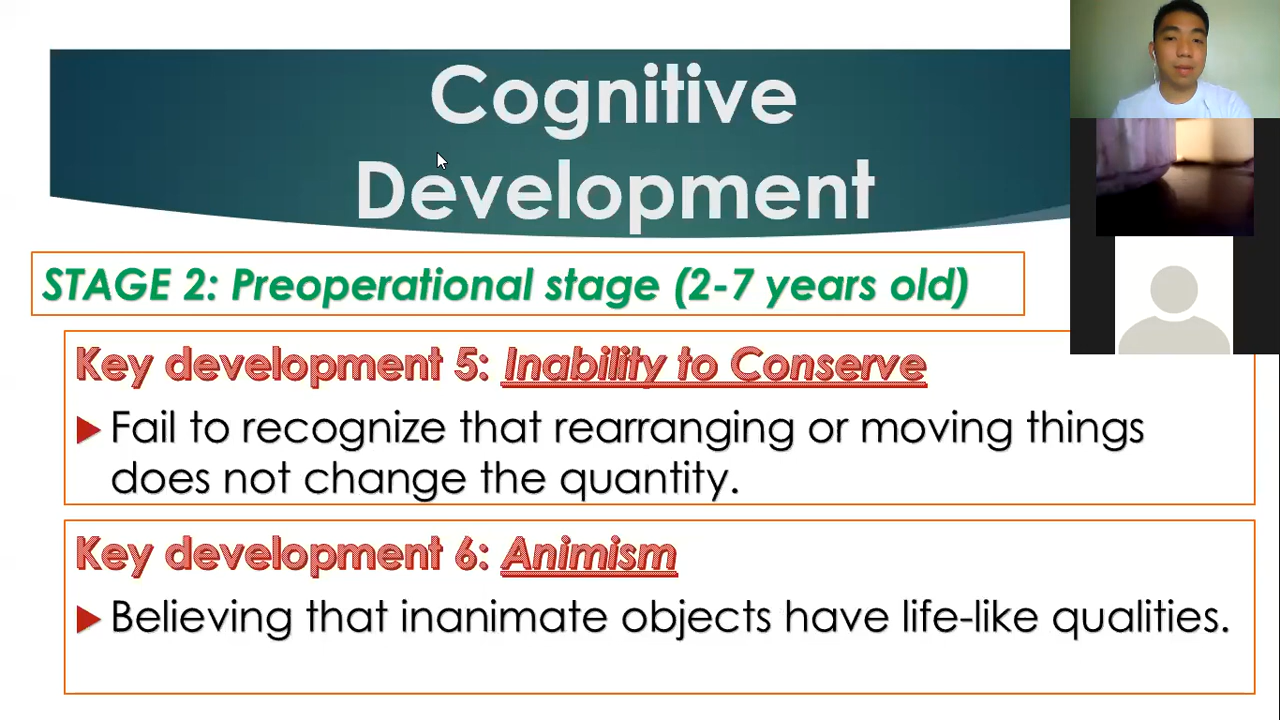 Cognitive
Development
STAGE 2: Preoperational stage (2-7 years old)
Key development 5: Inability to Conserve
Fail to recognize that rearranging or moving things
does not change the quantity.
Key development 6: Animism
Believing that inanimate objects have life-like qualities.